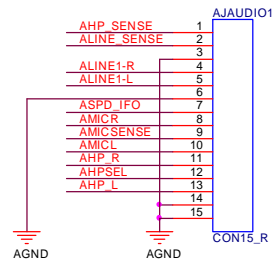 AJAUDIO1
AHP_SENSE 1
ALINE_SENSE 2
3
ALINE1-R 4
ALINE1-L 5
6
ASPD_IFO 7
AMICR 8
AMICSENSE 9
AMICL 10
AHP_R 11
AHPSEL 12
AHP_L 13
14
15
CON15_R
AGND AGND